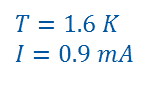 T = 1.6 K
I = 0.9 mA